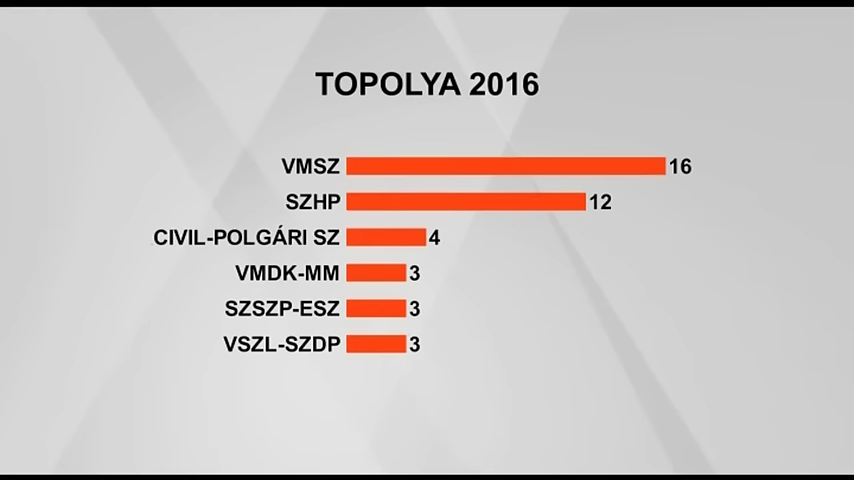 TOPOLYA 2016
VMSZ 16
SZHP 12
CIVIL-POLGÁRI SZ 4
VMDK-MM 3
SZSZP-ESZ 3
VSZL-SZDP 3